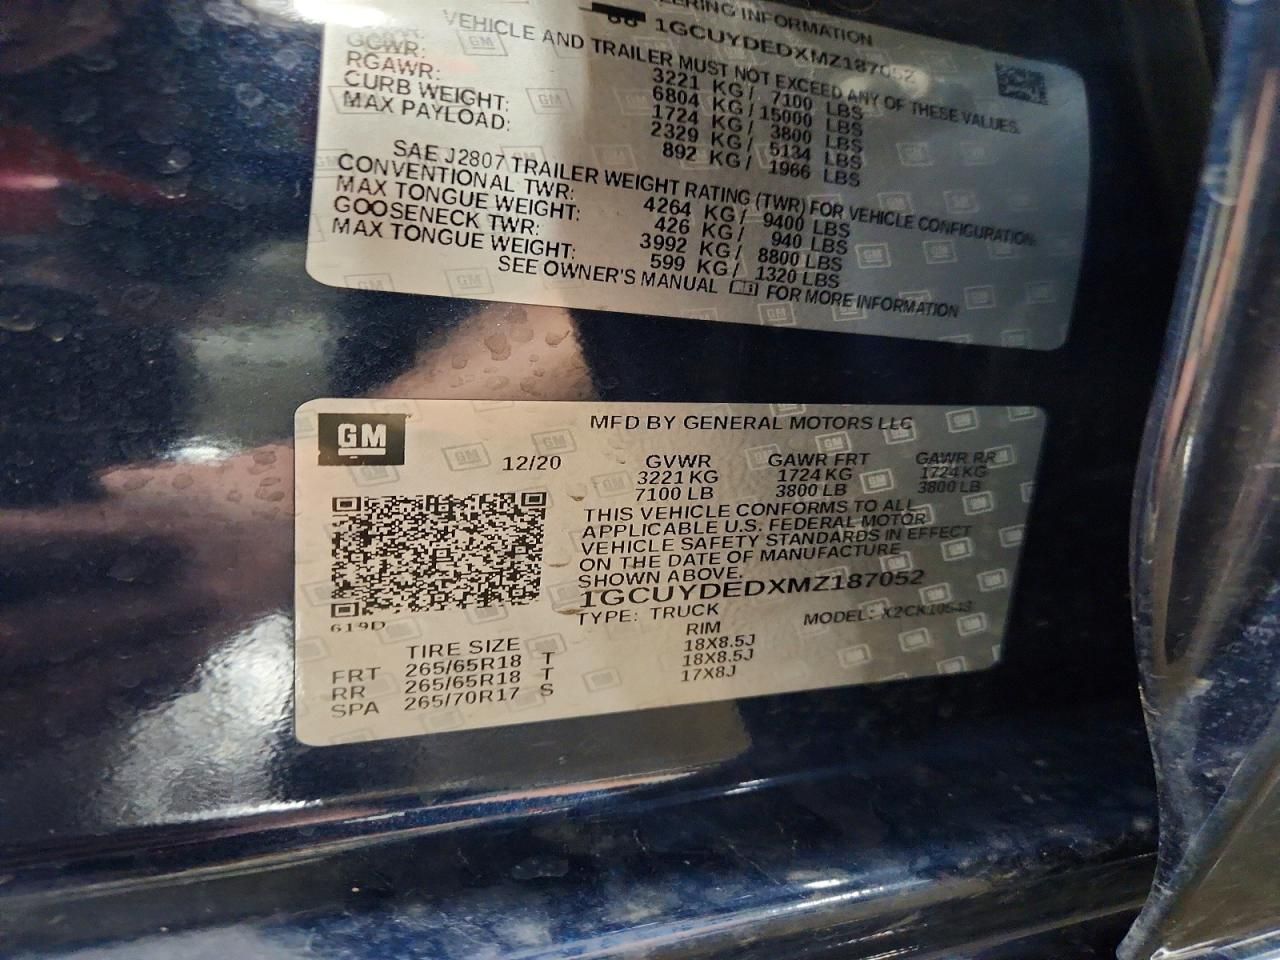 ERING INFORMATION
1GCUYDEDXMZ187052
VEHICLE AND TRAILER MUST NOT EXCEED ANY OF THESE VALUES.
3221 KG/ 7100 LBS
GCWR: 6804 KG/ 15000 LBS
RGAWR: 1724 KG/ 3800 LBS
CURB WEIGHT: 2329 KG/ 5134 LBS
MAX PAYLOAD: 892 KG/ 1966 LBS
SAE J2807 TRAILER WEIGHT RATING (TWR) FOR VEHICLE CONFIGURATION:
CONVENTIONAL TWR: 4264 KG/ 9400 LBS
MAX TONGUE WEIGHT: 426 KG/ 940 LBS
GOOSENECK TWR: 3992 KG/ 8800 LBS
MAX TONGUE WEIGHT: 599 KG/ 1320 LBS
SEE OWNER'S MANUAL FOR MORE INFORMATION
GM
MFD BY GENERAL MOTORS LLC
12/20 GVWR GAWR FRT GAWR RR
3221 KG 1724 KG 1724 KG
7100 LB 3800 LB 3800 LB
THIS VEHICLE CONFORMS TO ALL
APPLICABLE U.S. FEDERAL MOTOR
VEHICLE SAFETY STANDARDS IN EFFECT
ON THE DATE OF MANUFACTURE
SHOWN ABOVE.
1GCUYDEDXMZ187052
TYPE: TRUCK MODEL:
619D
TIRE SIZE RIM
FRT 265/65R18 T 18X8.5J
RR 265/65R18 T 18X8.5J
SPA 265/70R17 S 17X8J